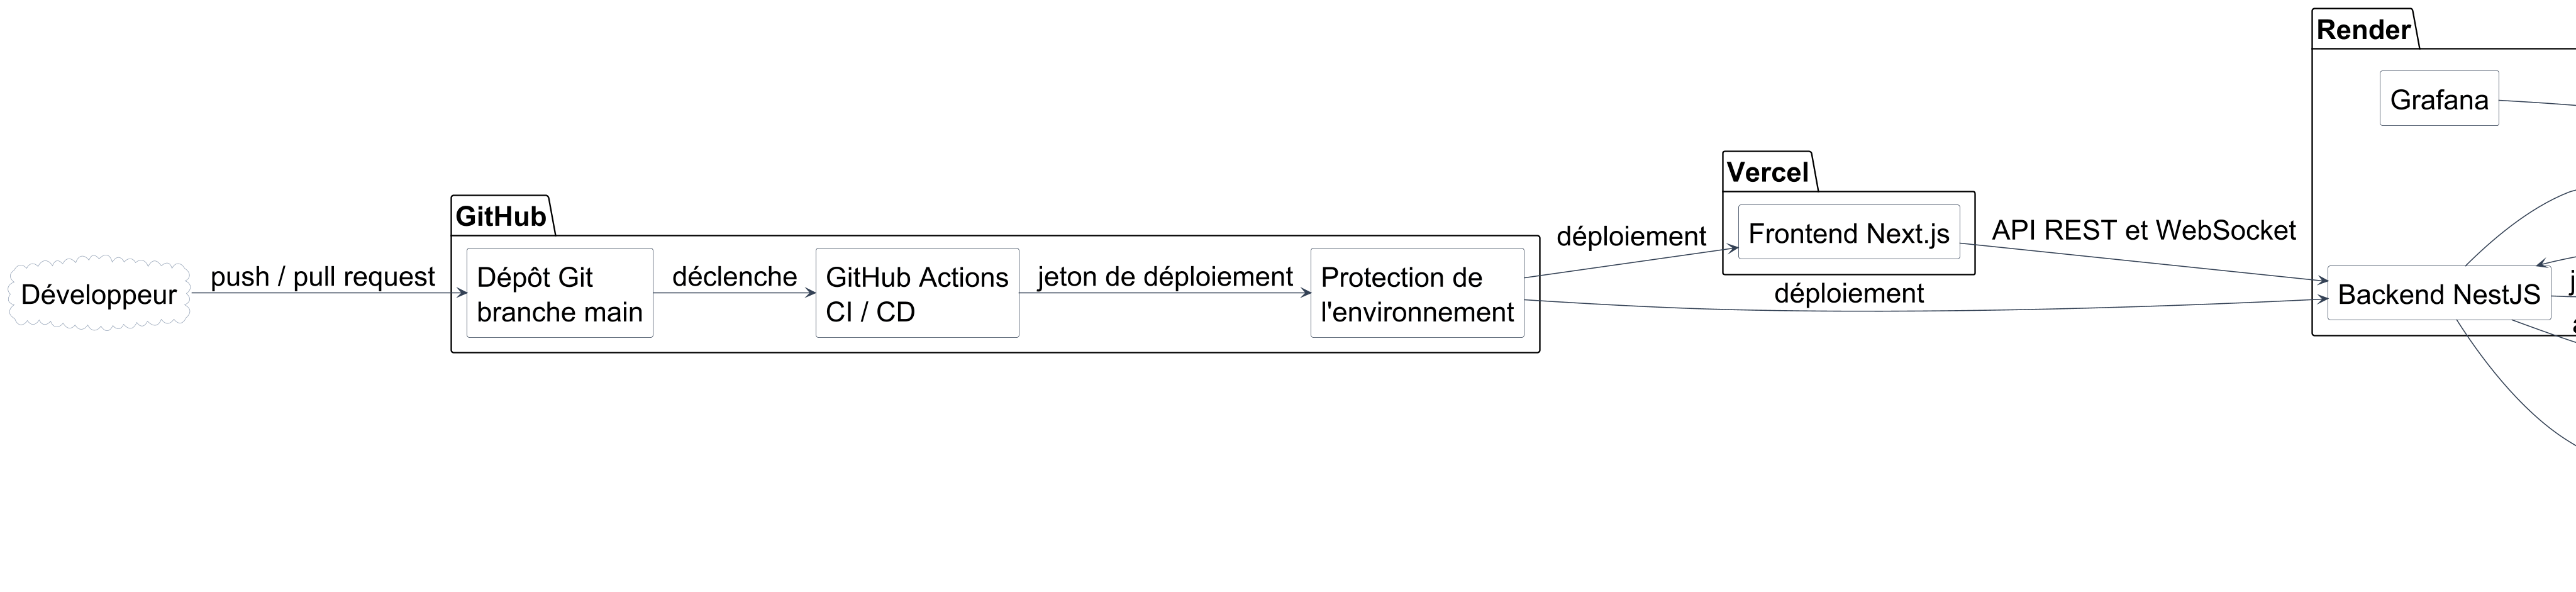 Render
Grafana
Vercel
Frontend Next.js
API REST et WebSocket
GitHub
déploiement
Développeur
push / pull request
Dépôt Git
branche main
déclenche
GitHub Actions
CI / CD
jeton de déploiement
Protection de
l'environnement
déploiement
Backend NestJS